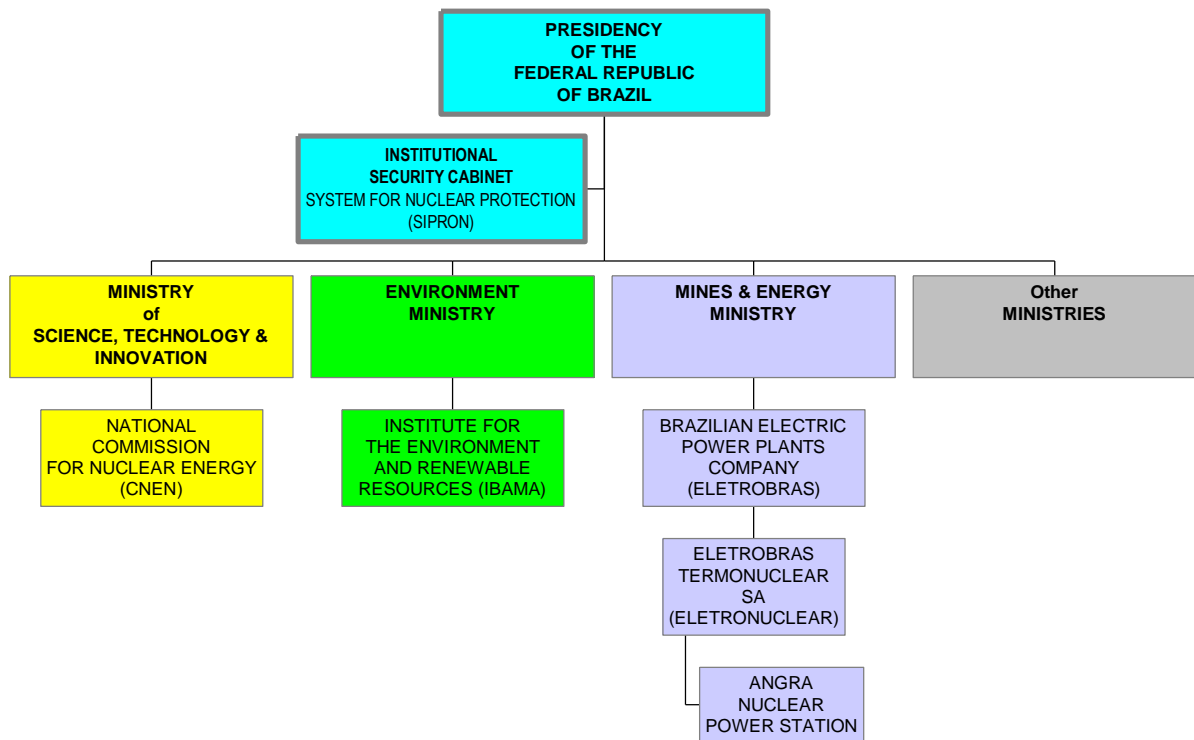 PRESIDENCY
OF THE
FEDERAL REPUBLIC
OF BRAZIL
INSTITUTIONAL
SECURITY CABINET
SYSTEM FOR NUCLEAR PROTECTION
(SIPRON)
MINISTRY
of
SCIENCE, TECHNOLOGY &
INNOVATION
ENVIRONMENT
MINISTRY
MINES & ENERGY
MINISTRY
Other
MINISTRIES
NATIONAL
COMMISSION
FOR NUCLEAR ENERGY
(CNEN)
INSTITUTE FOR
THE ENVIRONMENT
AND RENEWABLE
RESOURCES (IBAMA)
BRAZILIAN ELECTRIC
POWER PLANTS
COMPANY
(ELETROBRAS)
ELETROBRAS
TERMONUCLEAR
SA
(ELETRONUCLEAR)
ANGRA
NUCLEAR
POWER STATION